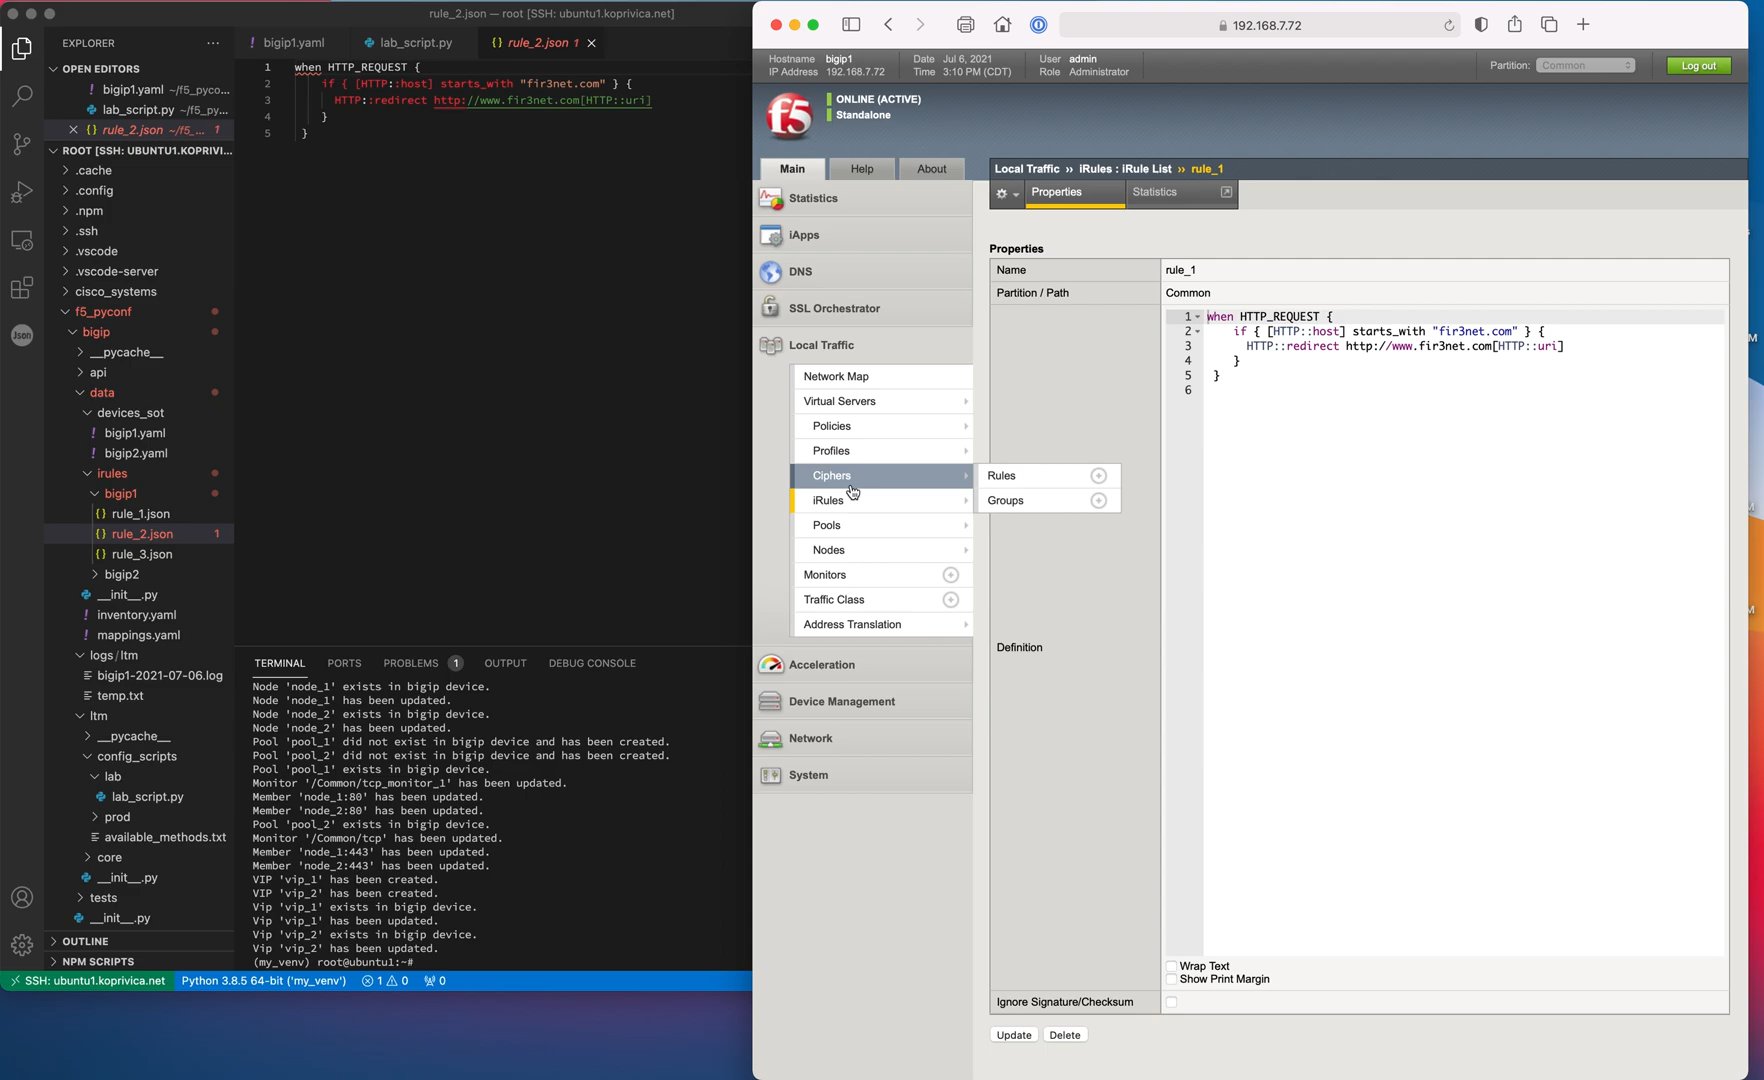 rule_2.json — root [SSH: ubuntu1.koprivica.net]
EXPLORER
OPEN EDITORS
! bigip1.yaml ~/f5_pyco...
lab_script.py ~/f5_py...
{} rule_2.json ~/f5_... 1
ROOT [SSH: UBUNTU1.KOPRIVI...
.cache
.config
.npm
.ssh
.vscode
.vscode-server
cisco_systems
f5_pyconf
bigip
__pycache__
api
data
devices_sot
! bigip1.yaml
! bigip2.yaml
irules
bigip1
{} rule_1.json
{} rule_2.json 1
{} rule_3.json
bigip2
__init__.py
! inventory.yaml
! mappings.yaml
logs/ltm
bigip1-2021-07-06.log
temp.txt
ltm
__pycache__
config_scripts
lab
lab_script.py
prod
available_methods.txt
core
__init__.py
tests
__init__.py
OUTLINE
NPM SCRIPTS
Json
! bigip1.yaml
lab_script.py
{} rule_2.json 1
1 when HTTP_REQUEST {
2 if { [HTTP::host] starts_with "fir3net.com" } {
3 HTTP::redirect http://www.fir3net.com[HTTP::uri]
4 }
5 }
TERMINAL PORTS PROBLEMS 1 OUTPUT DEBUG CONSOLE
Node 'node_1' exists in bigip device.
Node 'node_1' has been updated.
Node 'node_2' exists in bigip device.
Node 'node_2' has been updated.
Pool 'pool_1' did not exist in bigip device and has been created.
Pool 'pool_2' did not exist in bigip device and has been created.
Pool 'pool_1' exists in bigip device.
Monitor '/Common/tcp_monitor_1' has been updated.
Member 'node_1:80' has been updated.
Member 'node_2:80' has been updated.
Pool 'pool_2' exists in bigip device.
Monitor '/Common/tcp' has been updated.
Member 'node_1:443' has been updated.
Member 'node_2:443' has been updated.
VIP 'vip_1' has been created.
VIP 'vip_2' has been created.
Vip 'vip_1' exists in bigip device.
Vip 'vip_1' has been updated.
Vip 'vip_2' exists in bigip device.
Vip 'vip_2' has been updated.
(my_venv) root@ubuntu1:~#
SSH: ubuntu1.koprivica.net Python 3.8.5 64-bit ('my_venv') 1 0 0
192.168.7.72
Hostname bigip1 Date Jul 6, 2021 User admin
IP Address 192.168.7.72 Time 3:10 PM (CDT) Role Administrator
Partition: Common
Log out
f5
ONLINE (ACTIVE)
Standalone
Main Help About
Local Traffic ›› iRules : iRule List ›› rule_1
Properties Statistics
Statistics
iApps
DNS
SSL Orchestrator
Local Traffic
Network Map
Virtual Servers
Policies
Profiles
Ciphers
iRules
Pools
Nodes
Monitors
Traffic Class
Address Translation
Rules
Groups
Acceleration
Device Management
Network
System
Properties
Name rule_1
Partition / Path Common
Definition
1 when HTTP_REQUEST {
2 if { [HTTP::host] starts_with "fir3net.com" } {
3 HTTP::redirect http://www.fir3net.com[HTTP::uri]
4 }
5 }
6
Wrap Text
Show Print Margin
Ignore Signature/Checksum
Update Delete